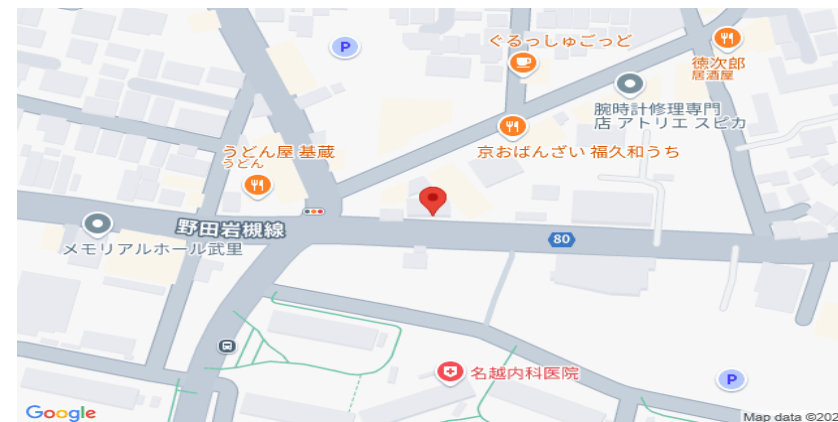 P
ぐるっしゅごっど
徳次郎
居酒屋
腕時計修理専門
店 アトリエ スピカ
うどん屋 基蔵
うどん
京おばんざい 福久和うち
野田岩槻線
メモリアルホール武里
80
名越内科医院
P
Google
Map data ©202